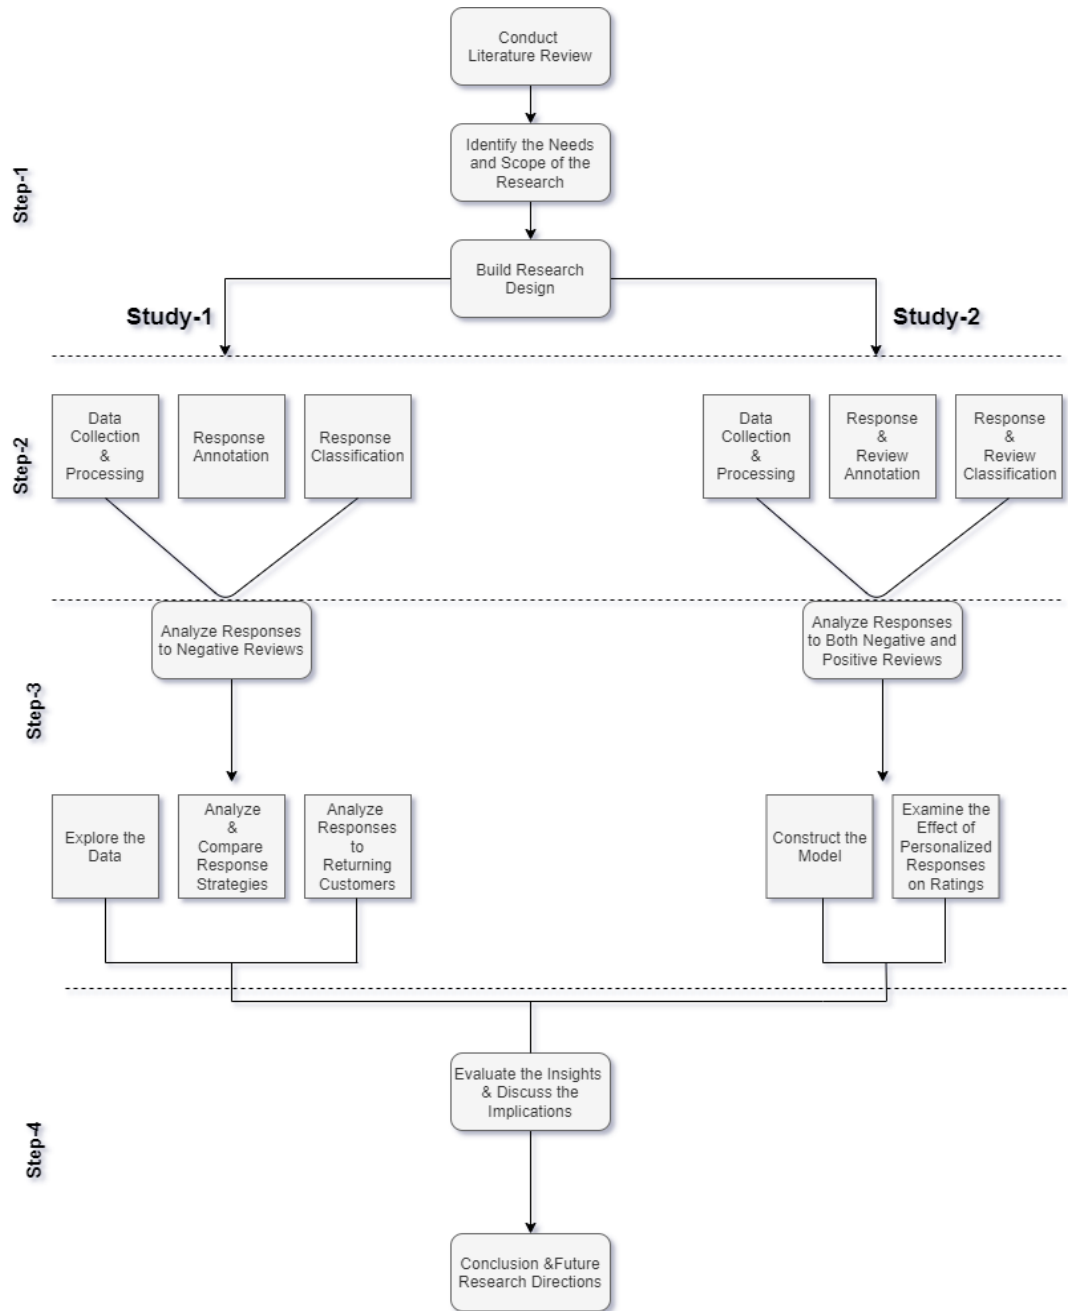 Conduct
Literature Review
Identify the Needs
and Scope of the
Research
Step-1
Build Research
Design
Study-1
Study-2
Step-2
Data
Collection
&
Processing
Response
Annotation
Response
Classification
Data
Collection
&
Processing
Response
&
Review
Annotation
Response
&
Review
Classification
Analyze Responses
to Negative Reviews
Analyze Responses
to Both Negative and
Positive Reviews
Step-3
Explore the
Data
Analyze
&
Compare
Response
Strategies
Analyze
Responses
to
Returning
Customers
Construct the
Model
Examine the
Effect of
Personalized
Responses
on Ratings
Evaluate the Insights
& Discuss the
Implications
Step-4
Conclusion &Future
Research Directions